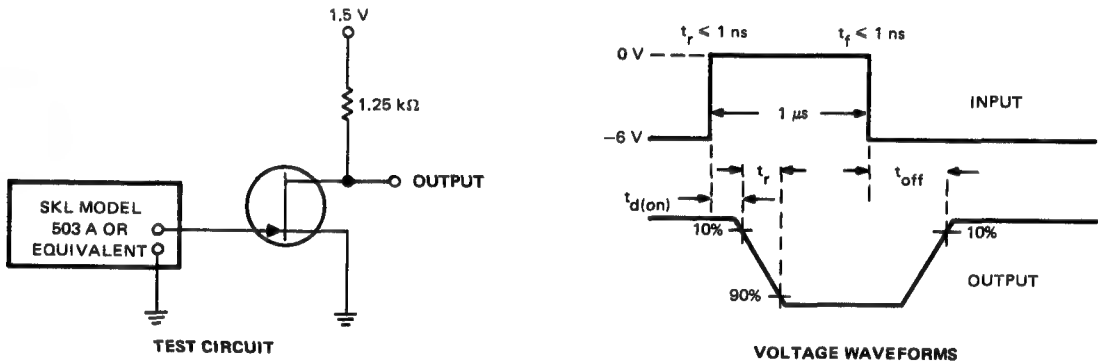 1.5 V
1.25 kΩ
OUTPUT
SKL MODEL
503 A OR
EQUIVALENT
TEST CIRCUIT
t_r ≤ 1 ns
t_f ≤ 1 ns
0 V
INPUT
1 μs
−6 V
t_r
t_off
t_d(on)
10%
10%
90%
OUTPUT
VOLTAGE WAVEFORMS